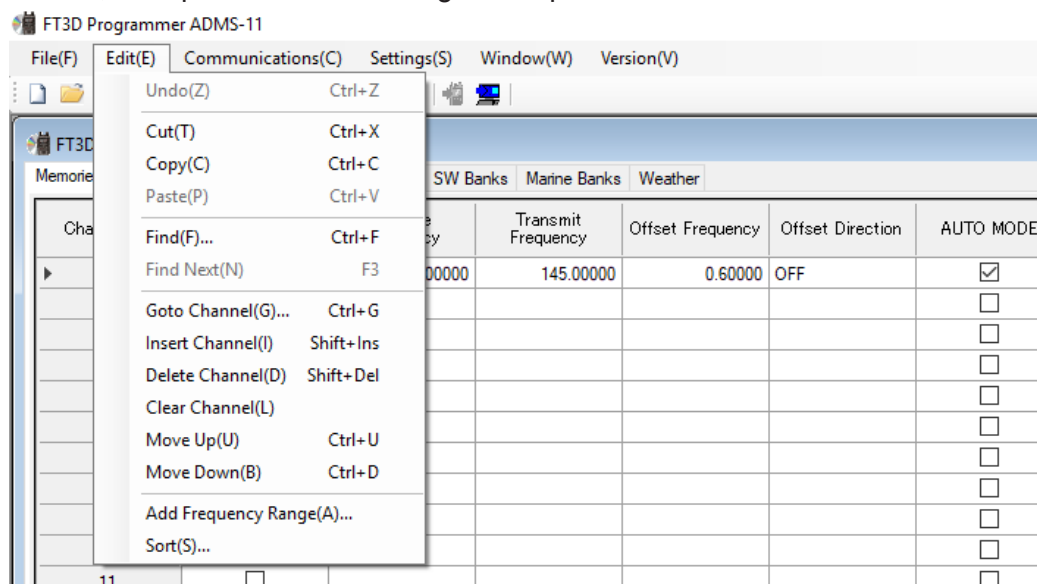 FT3D Programmer ADMS-11
File(F) Edit(E) Communications(C) Settings(S) Window(W) Version(V)
Undo(Z) Ctrl+Z
Cut(T) Ctrl+X
Copy(C) Ctrl+C
Paste(P) Ctrl+V
Find(F)... Ctrl+F
Find Next(N) F3
Goto Channel(G)... Ctrl+G
Insert Channel(I) Shift+Ins
Delete Channel(D) Shift+Del
Clear Channel(L)
Move Up(U) Ctrl+U
Move Down(B) Ctrl+D
Add Frequency Range(A)...
Sort(S)...
FT3D
Memorie SW Banks Marine Banks Weather
Cha Transmit Frequency Offset Frequency Offset Direction AUTO MODE
00000 145.00000 0.60000 OFF
11